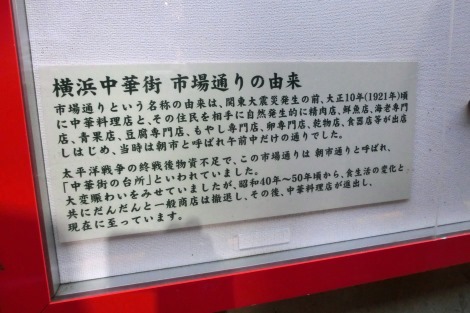 横浜中華街 市場通りの由来
市場通りという名称の由来は、関東大震災発生の前、大正10年(1921年)頃
に中華料理店と、その住民を相手に自然発生的に精肉店、鮮魚店、海老専門
店、青果店、豆腐専門店、もやし専門店、卵専門店、乾物店、食器店等が出店
しはじめ、当時は朝市と呼ばれ午前中だけの通りでした。
太平洋戦争の終戦後物資不足で、この市場通りは 朝市通りと呼ばれ、
「中華街の台所」といわれていました。
大変賑わいをみせていましたが、昭和40年～50年頃から、食生活の変化と
共にだんだんと一般商店は撤退し、その後、中華料理店が進出し、
現在に至っています。